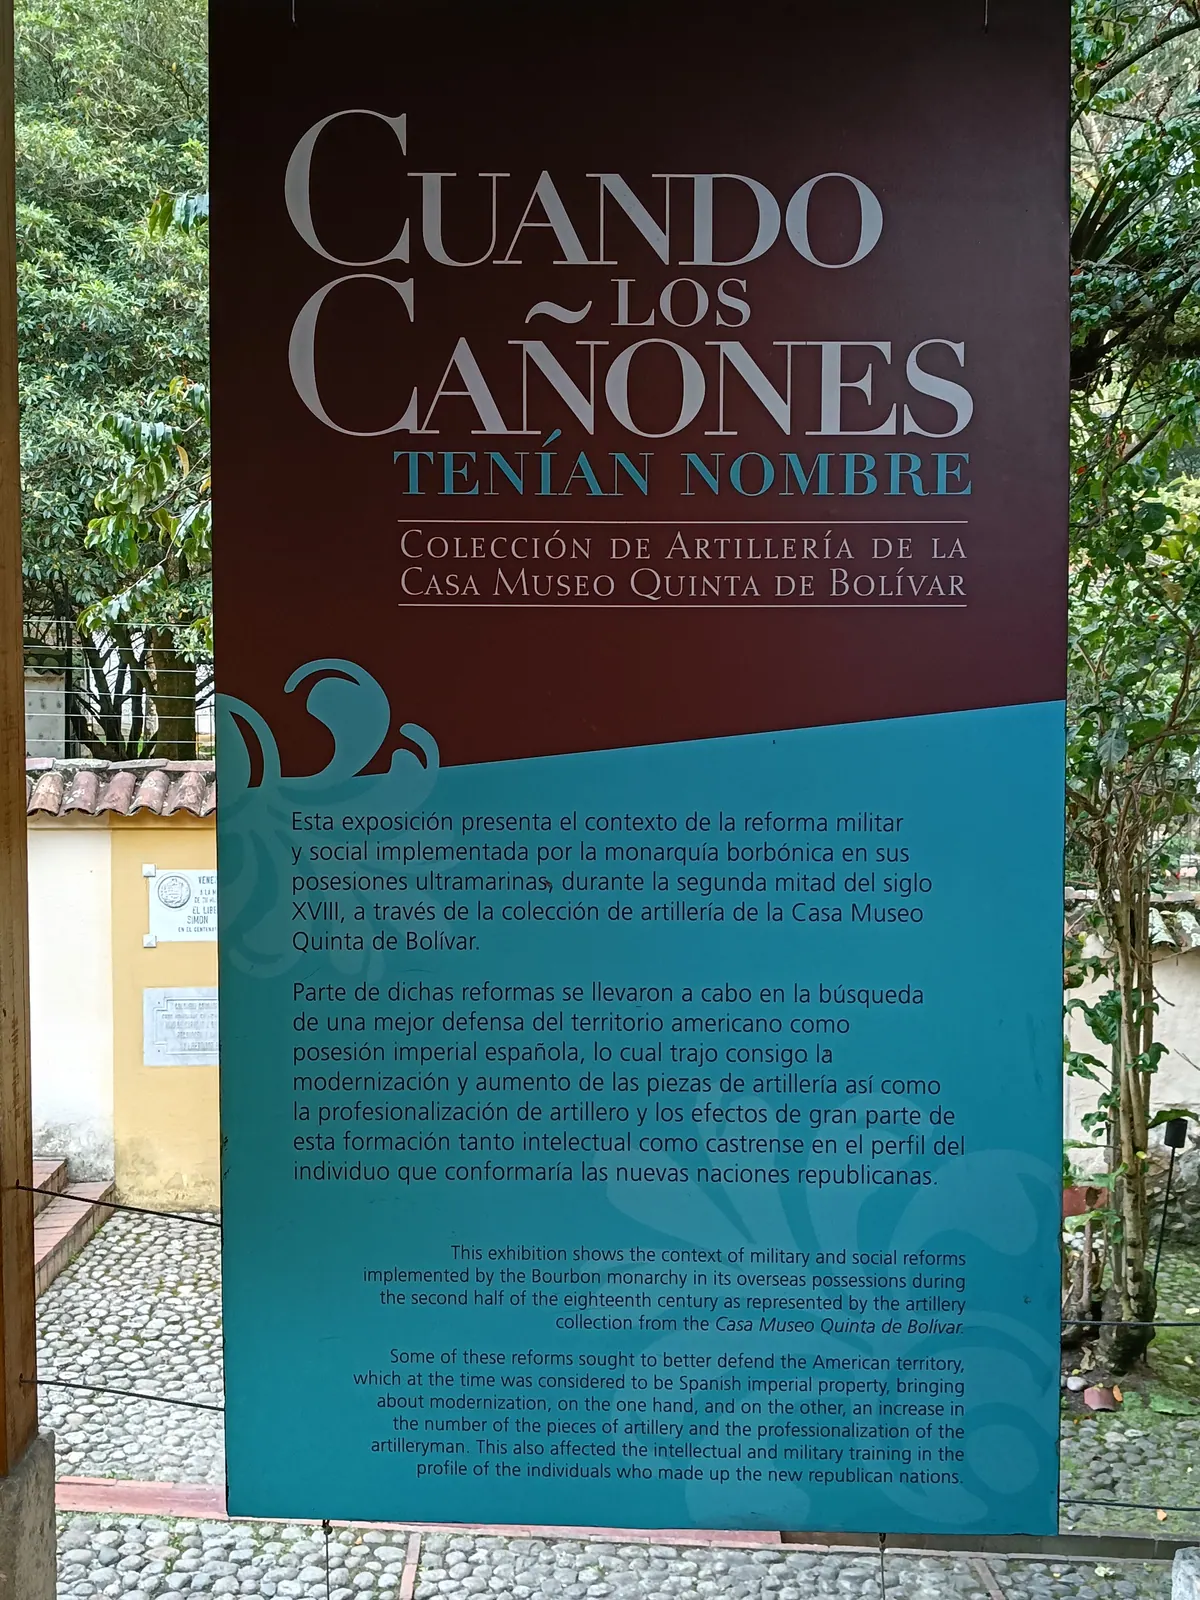 CUANDO
LOS
CAÑONES
TENÍAN NOMBRE
COLECCIÓN DE ARTILLERÍA DE LA
CASA MUSEO QUINTA DE BOLÍVAR
Esta exposición presenta el contexto de la reforma militar
y social implementada por la monarquía borbónica en sus
posesiones ultramarinas, durante la segunda mitad del siglo
XVIII, a través de la colección de artillería de la Casa Museo
Quinta de Bolívar.
Parte de dichas reformas se llevaron a cabo en la búsqueda
de una mejor defensa del territorio americano como
posesión imperial española, lo cual trajo consigo la
modernización y aumento de las piezas de artillería así como
la profesionalización de artillero y los efectos de gran parte de
esta formación tanto intelectual como castrense en el perfil del
individuo que conformaría las nuevas naciones republicanas.
This exhibition shows the context of military and social reforms
implemented by the Bourbon monarchy in its overseas possessions during
the second half of the eighteenth century as represented by the artillery
collection from the Casa Museo Quinta de Bolívar.
Some of these reforms sought to better defend the American territory,
which at the time was considered to be Spanish imperial property, bringing
about modernization, on the one hand, and on the other, an increase in
the number of the pieces of artillery and the professionalization of the
artilleryman. This also affected the intellectual and military training in the
profile of the individuals who made up the new republican nations.
VENE
A LA
EL LIBE
SIMON
EN EL CENTENA